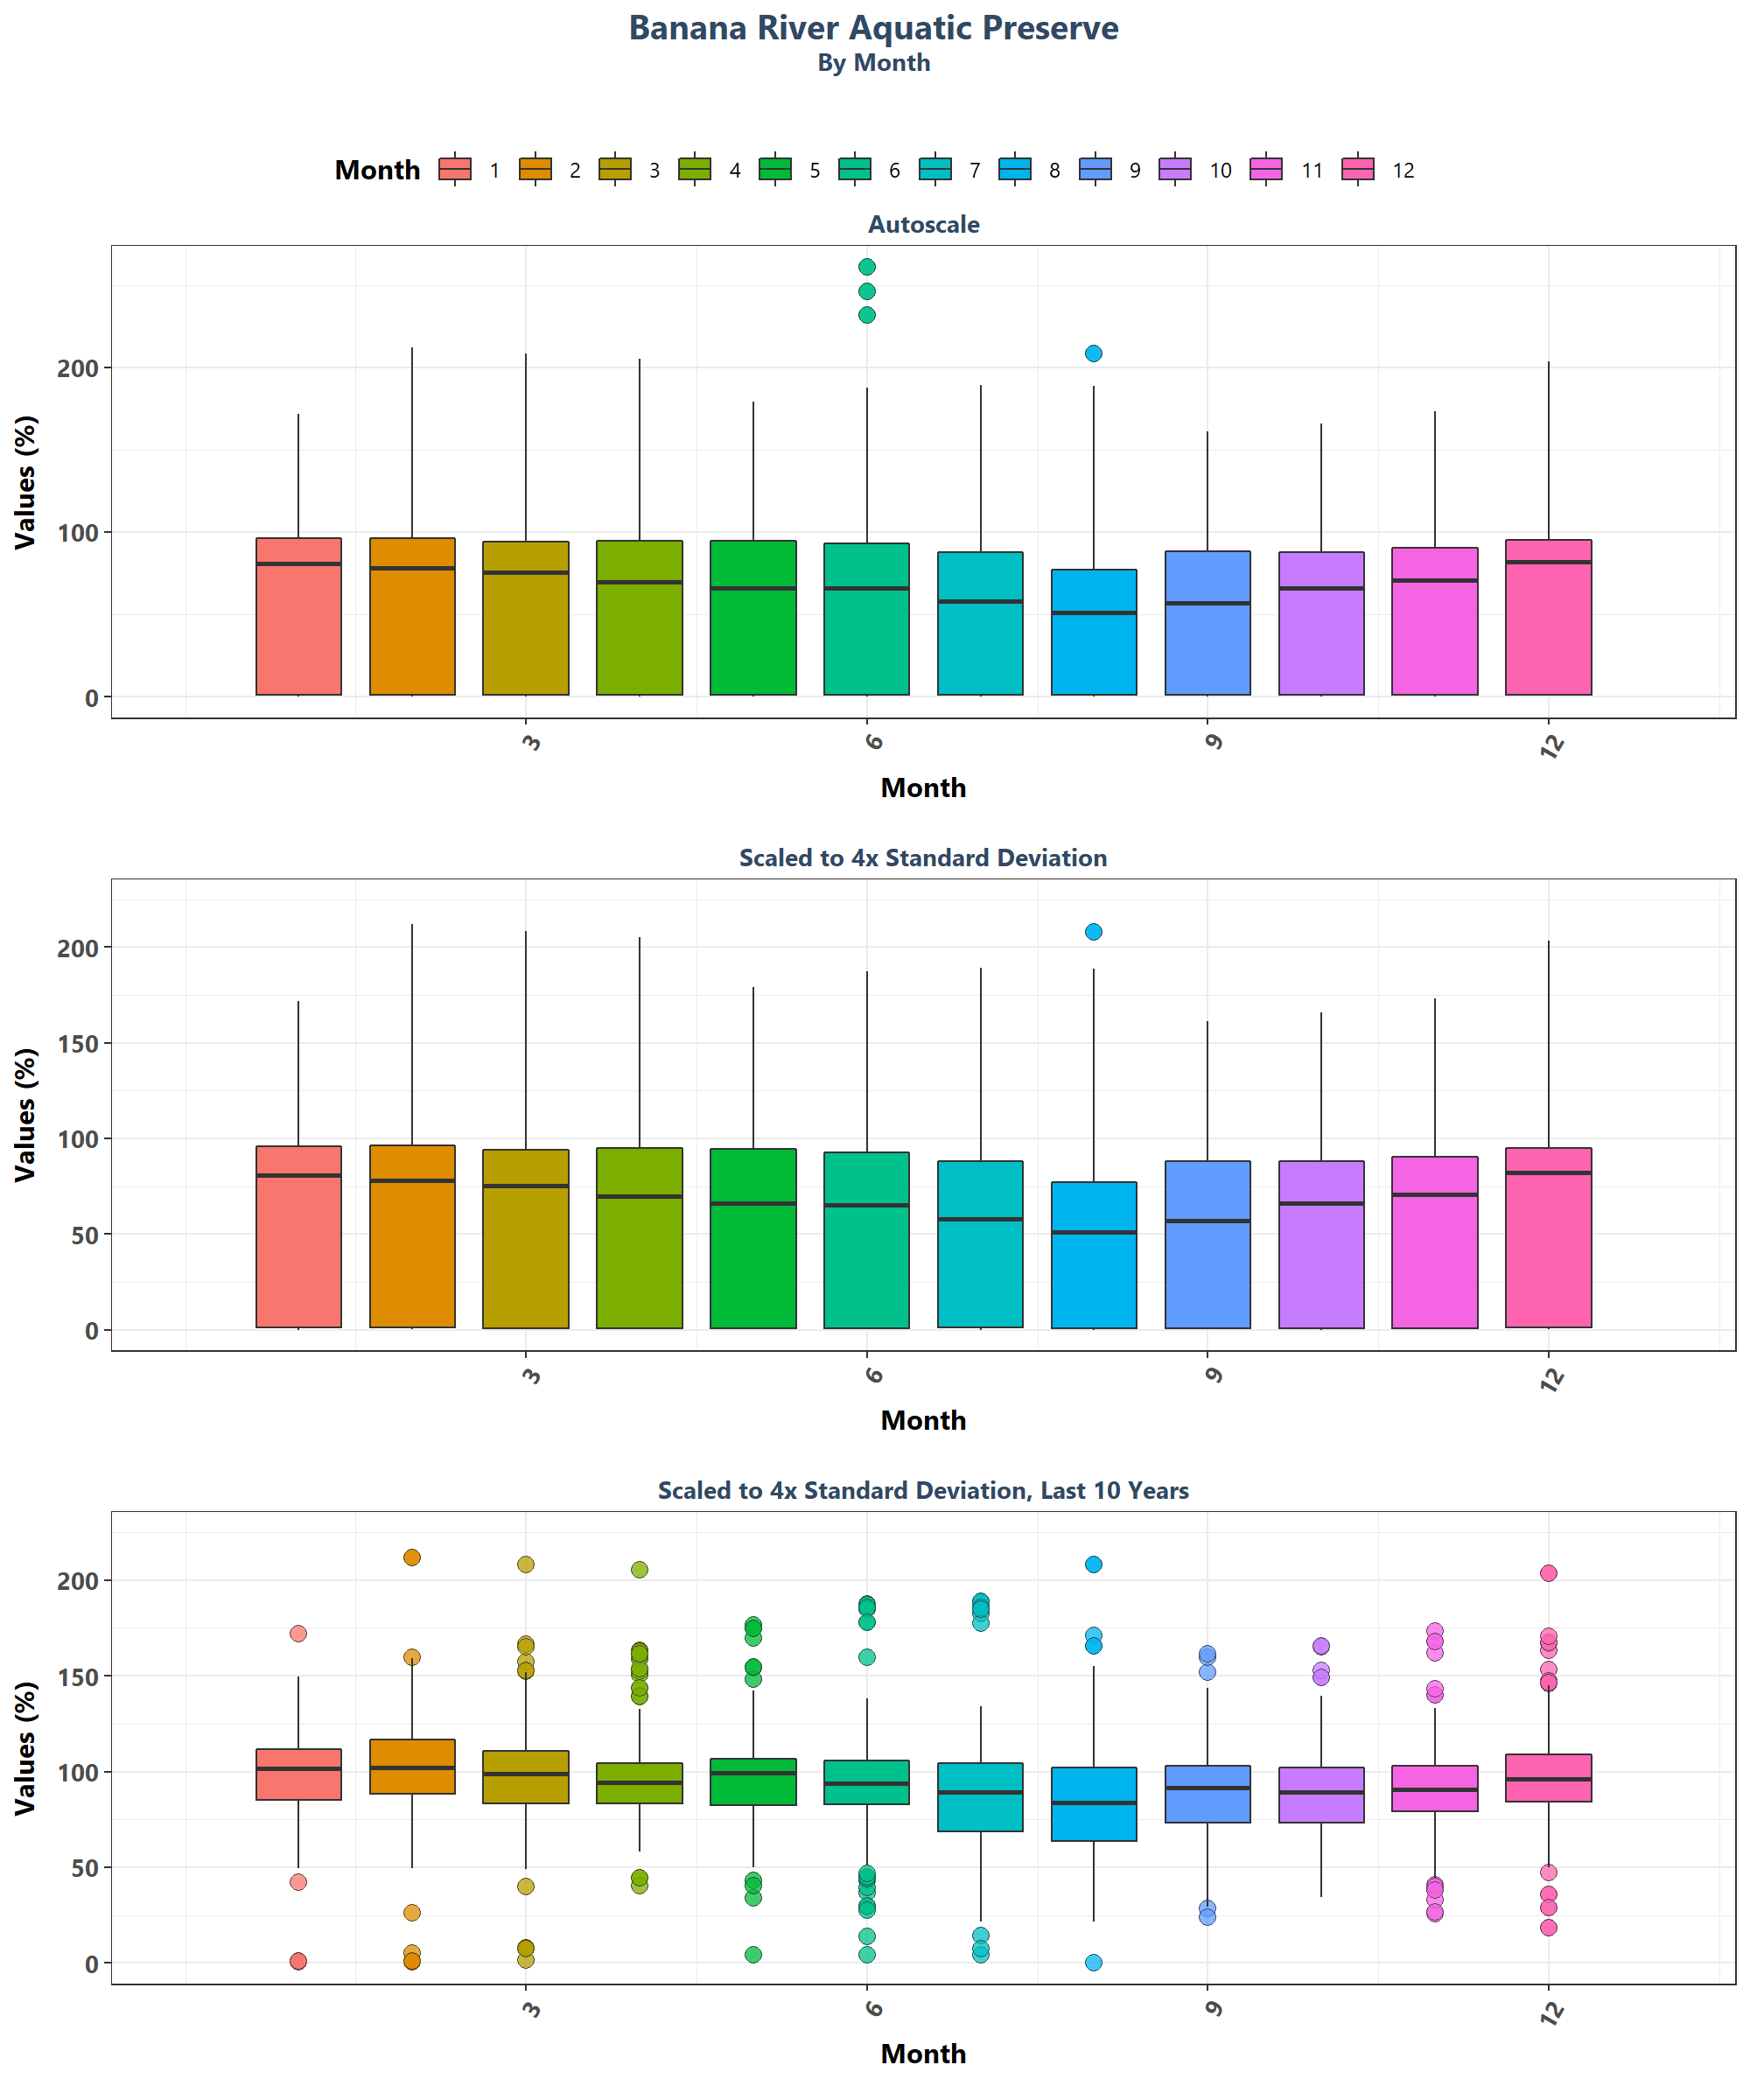 Banana River Aquatic Preserve
By Month
Month 1 2 3 4 5 6 7 8 9 10 11 12
Autoscale
Values (%)
200
100
0
3 6 9 12
Month
Scaled to 4x Standard Deviation
Values (%)
200
150
100
50
0
3 6 9 12
Month
Scaled to 4x Standard Deviation, Last 10 Years
Values (%)
200
150
100
50
0
3 6 9 12
Month